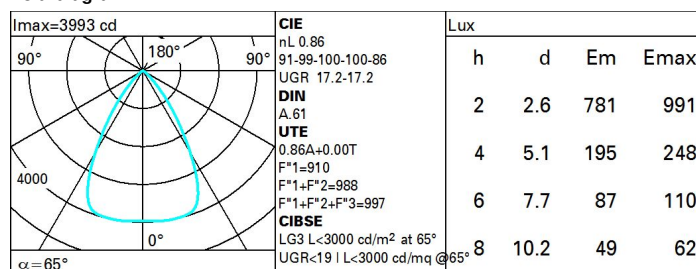 Imax=3993 cd
90° 180° 90°
4000
0°
α=65°
CIE
nL 0.86
91-99-100-100-86
UGR 17.2-17.2
DIN
A.61
UTE
0.86A+0.00T
F"1=910
F"1+F"2=988
F"1+F"2+F"3=997
CIBSE
LG3 L<3000 cd/m² at 65°
UGR<19 | L<3000 cd/mq @65°
Lux
h d Em Emax
2 2.6 781 991
4 5.1 195 248
6 7.7 87 110
8 10.2 49 62